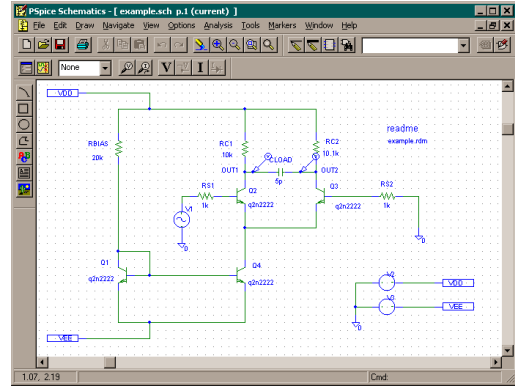 PSpice Schematics - [ example.sch p.1 (current) ]
File Edit Draw Navigate View Options Analysis Tools Markers Window Help
None
V
I
VDD
RBIAS
20k
RC1
10k
RC2
10.1k
readme
example.rdm
CLOAD
5p
OUT1
OUT2
RS1
1k
Q2
q2n2222
Q3
q2n2222
RS2
1k
V1
0
0
Q1
q2n2222
Q4
q2n2222
V2
VDD
V3
VEE
0
VEE
1.07, 2.19
Cmd: